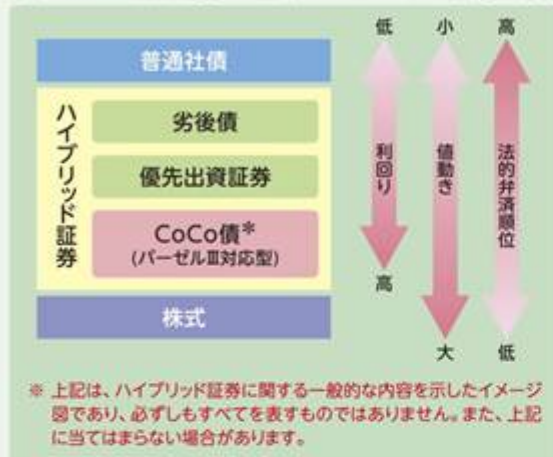 普通社債
ハイブリッド証券
劣後債
優先出資証券
CoCo債*
(バーゼルⅢ対応型)
株式
低
利回り
高
小
値動き
大
高
法的弁済順位
低
※ 上記は、ハイブリッド証券に関する一般的な内容を示したイメージ
図であり、必ずしもすべてを表すものではありません。また、上記
に当てはまらない場合があります。